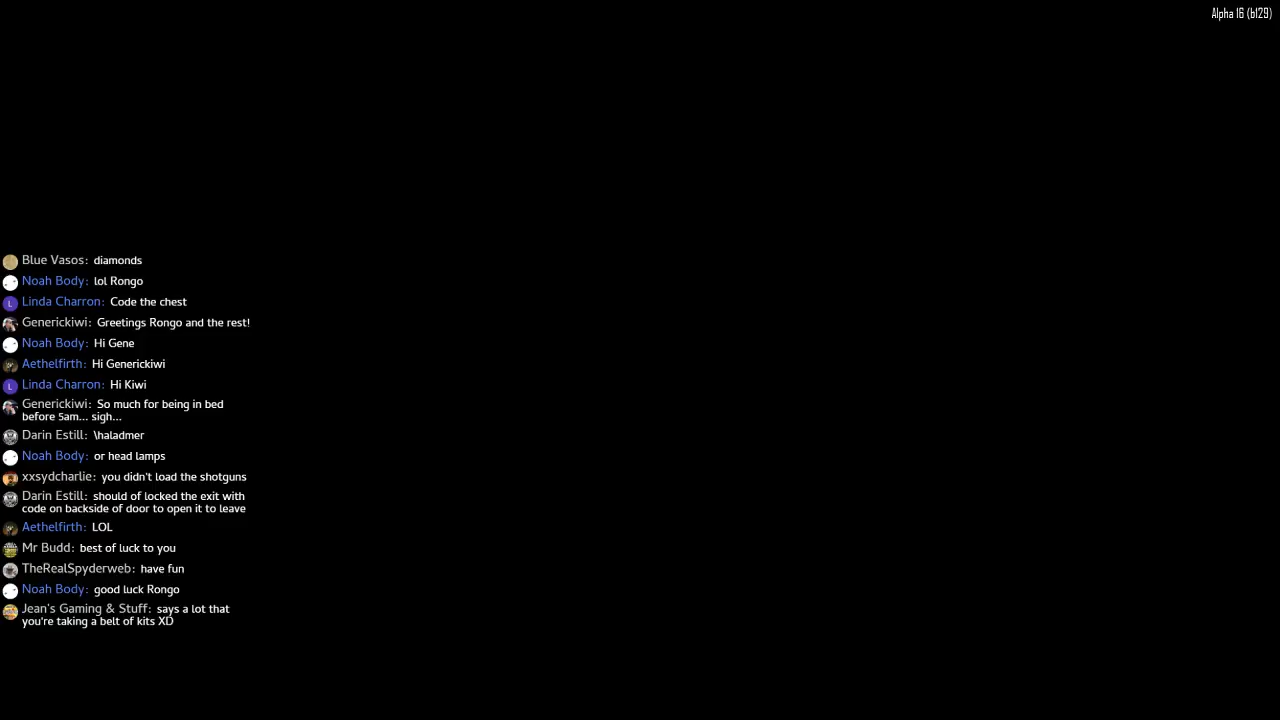 Alpha 16 (b129)
Blue Vasos: diamonds
Noah Body: lol Rongo
L Linda Charron: Code the chest
Generickiwi: Greetings Rongo and the rest!
Noah Body: Hi Gene
Aethelfirth: Hi Generickiwi
L Linda Charron: Hi Kiwi
Generickiwi: So much for being in bed
before 5am... sigh...
Darin Estill: \haladmer
Noah Body: or head lamps
xxsydcharlie: you didn't load the shotguns
Darin Estill: should of locked the exit with
code on backside of door to open it to leave
Aethelfirth: LOL
Mr Budd: best of luck to you
TheRealSpyderweb: have fun
Noah Body: good luck Rongo
Jean's Gaming & Stuff: says a lot that
you're taking a belt of kits XD